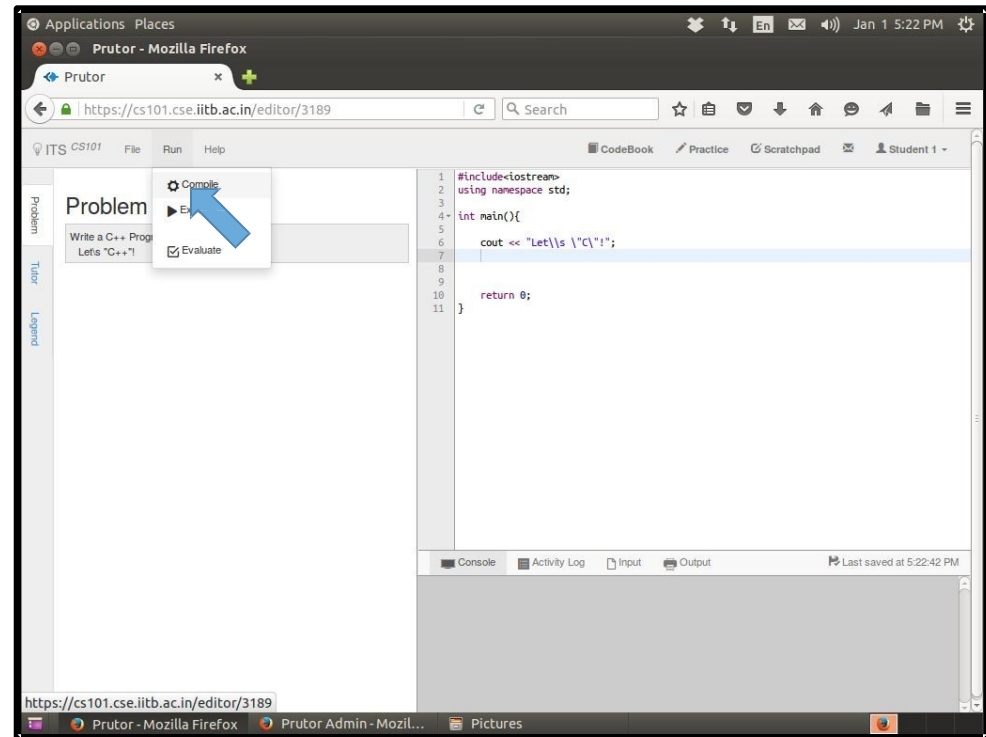 Applications Places
En
Jan 1 5:22 PM
Prutor - Mozilla Firefox
Prutor
https://cs101.cse.iitb.ac.in/editor/3189
Search
ITS CS101 File Run Help
CodeBook Practice Scratchpad Student 1
Problem
Tutor
Legend
Problem
Write a C++
Let\s "C++"!
Compile
Evaluate
1 #include<iostream>
2 using namespace std;
3
4 int main(){
5
6 cout << "Let\\s \"C\"!";
7
8
9
10 return 0;
11 }
Console Activity Log Input Output Last saved at 5:22:42 PM
https://cs101.cse.iitb.ac.in/editor/3189
Prutor - Mozilla Firefox Prutor Admin - Mozil... Pictures